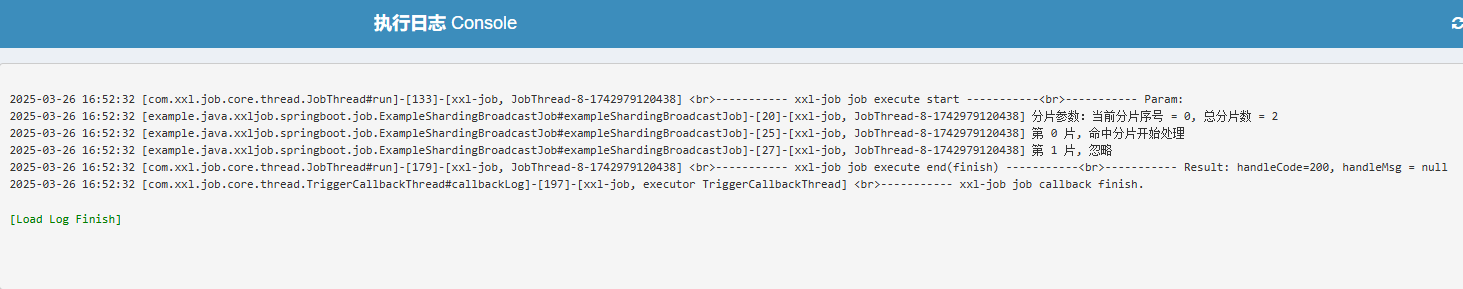 执行日志 Console
2025-03-26 16:52:32 [com.xxl.job.core.thread.JobThread#run]-[133]-[xxl-job, JobThread-8-1742979120438] <br>----------- xxl-job job execute start -----------<br>----------- Param:
2025-03-26 16:52:32 [example.java.xxljob.springboot.job.ExampleShardingBroadcastJob#exampleShardingBroadcastJob]-[20]-[xxl-job, JobThread-8-1742979120438] 分片参数：当前分片序号 = 0, 总分片数 = 2
2025-03-26 16:52:32 [example.java.xxljob.springboot.job.ExampleShardingBroadcastJob#exampleShardingBroadcastJob]-[25]-[xxl-job, JobThread-8-1742979120438] 第 0 片, 命中分片开始处理
2025-03-26 16:52:32 [example.java.xxljob.springboot.job.ExampleShardingBroadcastJob#exampleShardingBroadcastJob]-[27]-[xxl-job, JobThread-8-1742979120438] 第 1 片, 忽略
2025-03-26 16:52:32 [com.xxl.job.core.thread.JobThread#run]-[179]-[xxl-job, JobThread-8-1742979120438] <br>----------- xxl-job job execute end(finish) -----------<br>----------- Result: handleCode=200, handleMsg = null
2025-03-26 16:52:32 [com.xxl.job.core.thread.TriggerCallbackThread#callbackLog]-[197]-[xxl-job, executor TriggerCallbackThread] <br>----------- xxl-job job callback finish.
[Load Log Finish]